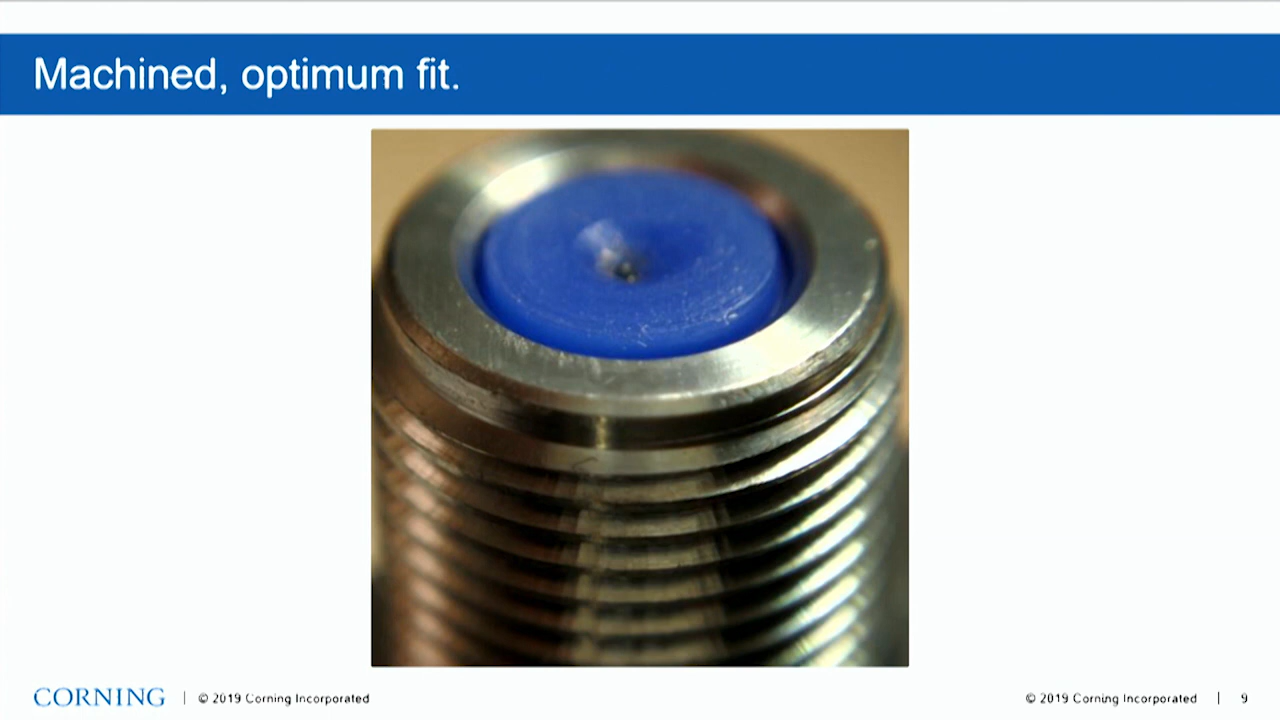 Machined, optimum fit.
CORNING | © 2019 Corning Incorporated
© 2019 Corning Incorporated | 9